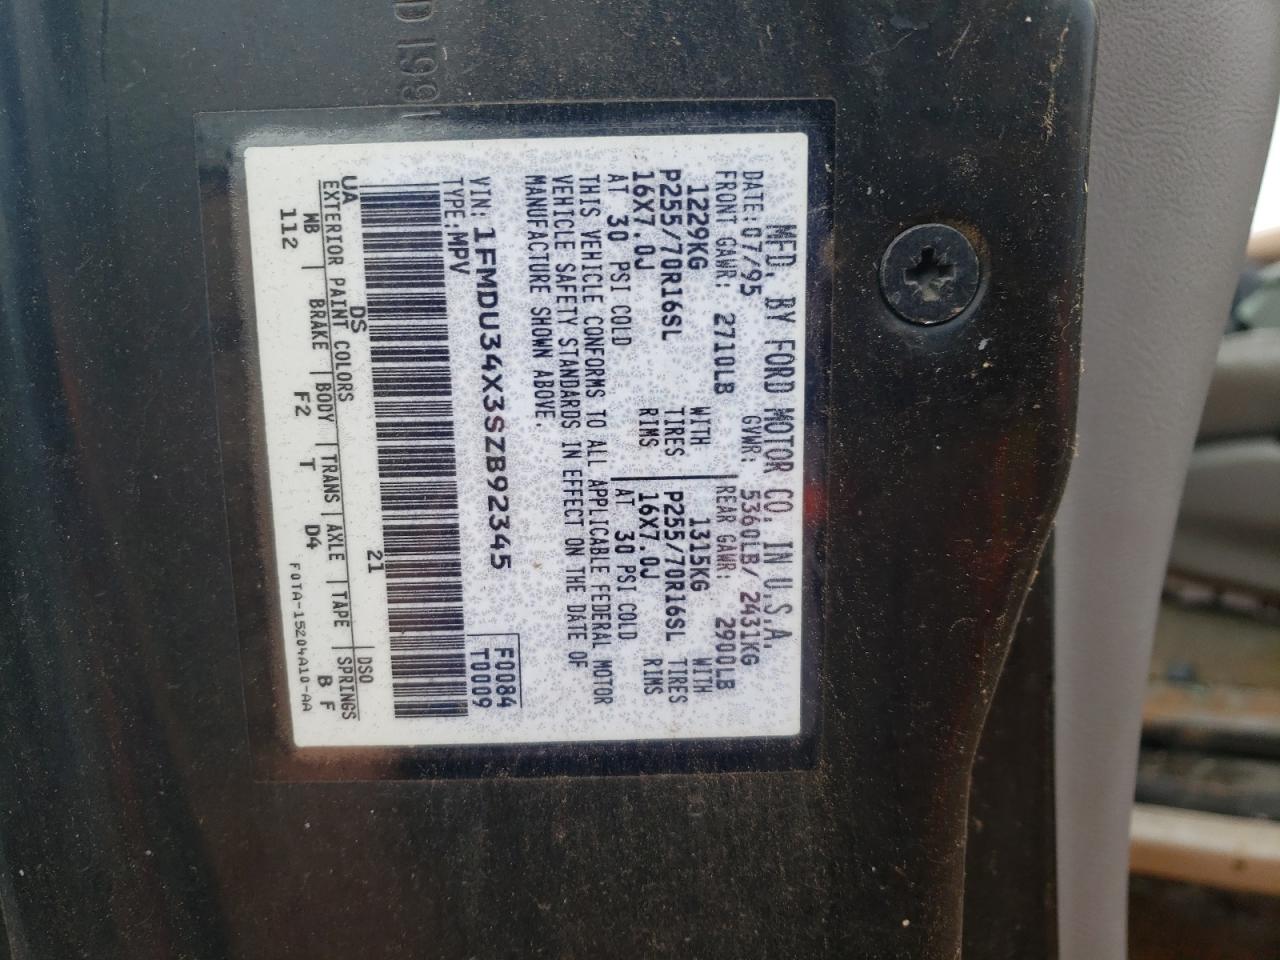 D 199
MFD. BY FORD MOTOR CO. IN U.S.A.
DATE: 07/95 GVWR: 5360LB/ 2431KG
FRONT GAWR: 2710LB REAR GAWR: 2900LB
1229KG WITH 1315KG WITH
P255/70R16SL TIRES P255/70R16SL TIRES
16X7.0J RIMS 16X7.0J RIMS
AT 30 PSI COLD AT 30 PSI COLD
THIS VEHICLE CONFORMS TO ALL APPLICABLE FEDERAL MOTOR
VEHICLE SAFETY STANDARDS IN EFFECT ON THE DATE OF
MANUFACTURE SHOWN ABOVE.
VIN: 1FMDU34X3SZB92345 F0084
TYPE: MPV T0009
UA DS 21 DSO
EXTERIOR PAINT COLORS
WB BRAKE BODY TRANS AXLE TAPE SPRINGS
112 F2 T D4 B F
F0TA-15204A10-AA